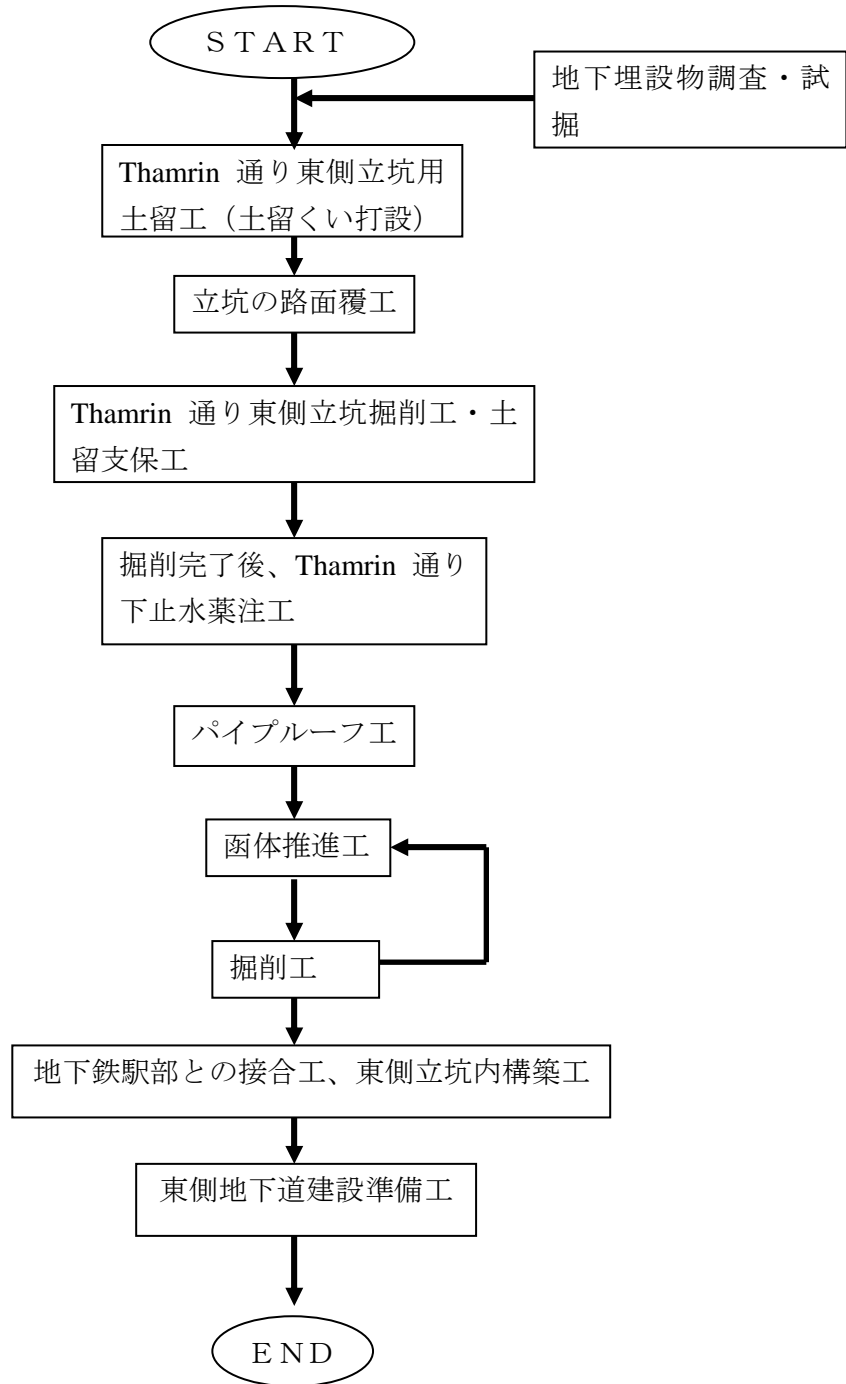 ＳＴＡＲＴ
地下埋設物調査・試
掘
Thamrin 通り東側立坑用
土留工（土留くい打設）
立坑の路面覆工
Thamrin 通り東側立坑掘削工・土
留支保工
掘削完了後、Thamrin 通り
下止水薬注工
パイプルーフ工
函体推進工
掘削工
地下鉄駅部との接合工、東側立坑内構築工
東側地下道建設準備工
ＥＮＤ